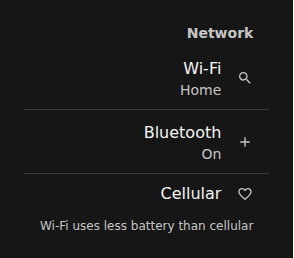 Network
Wi-Fi
Home
Bluetooth
On
Cellular
Wi-Fi uses less battery than cellular